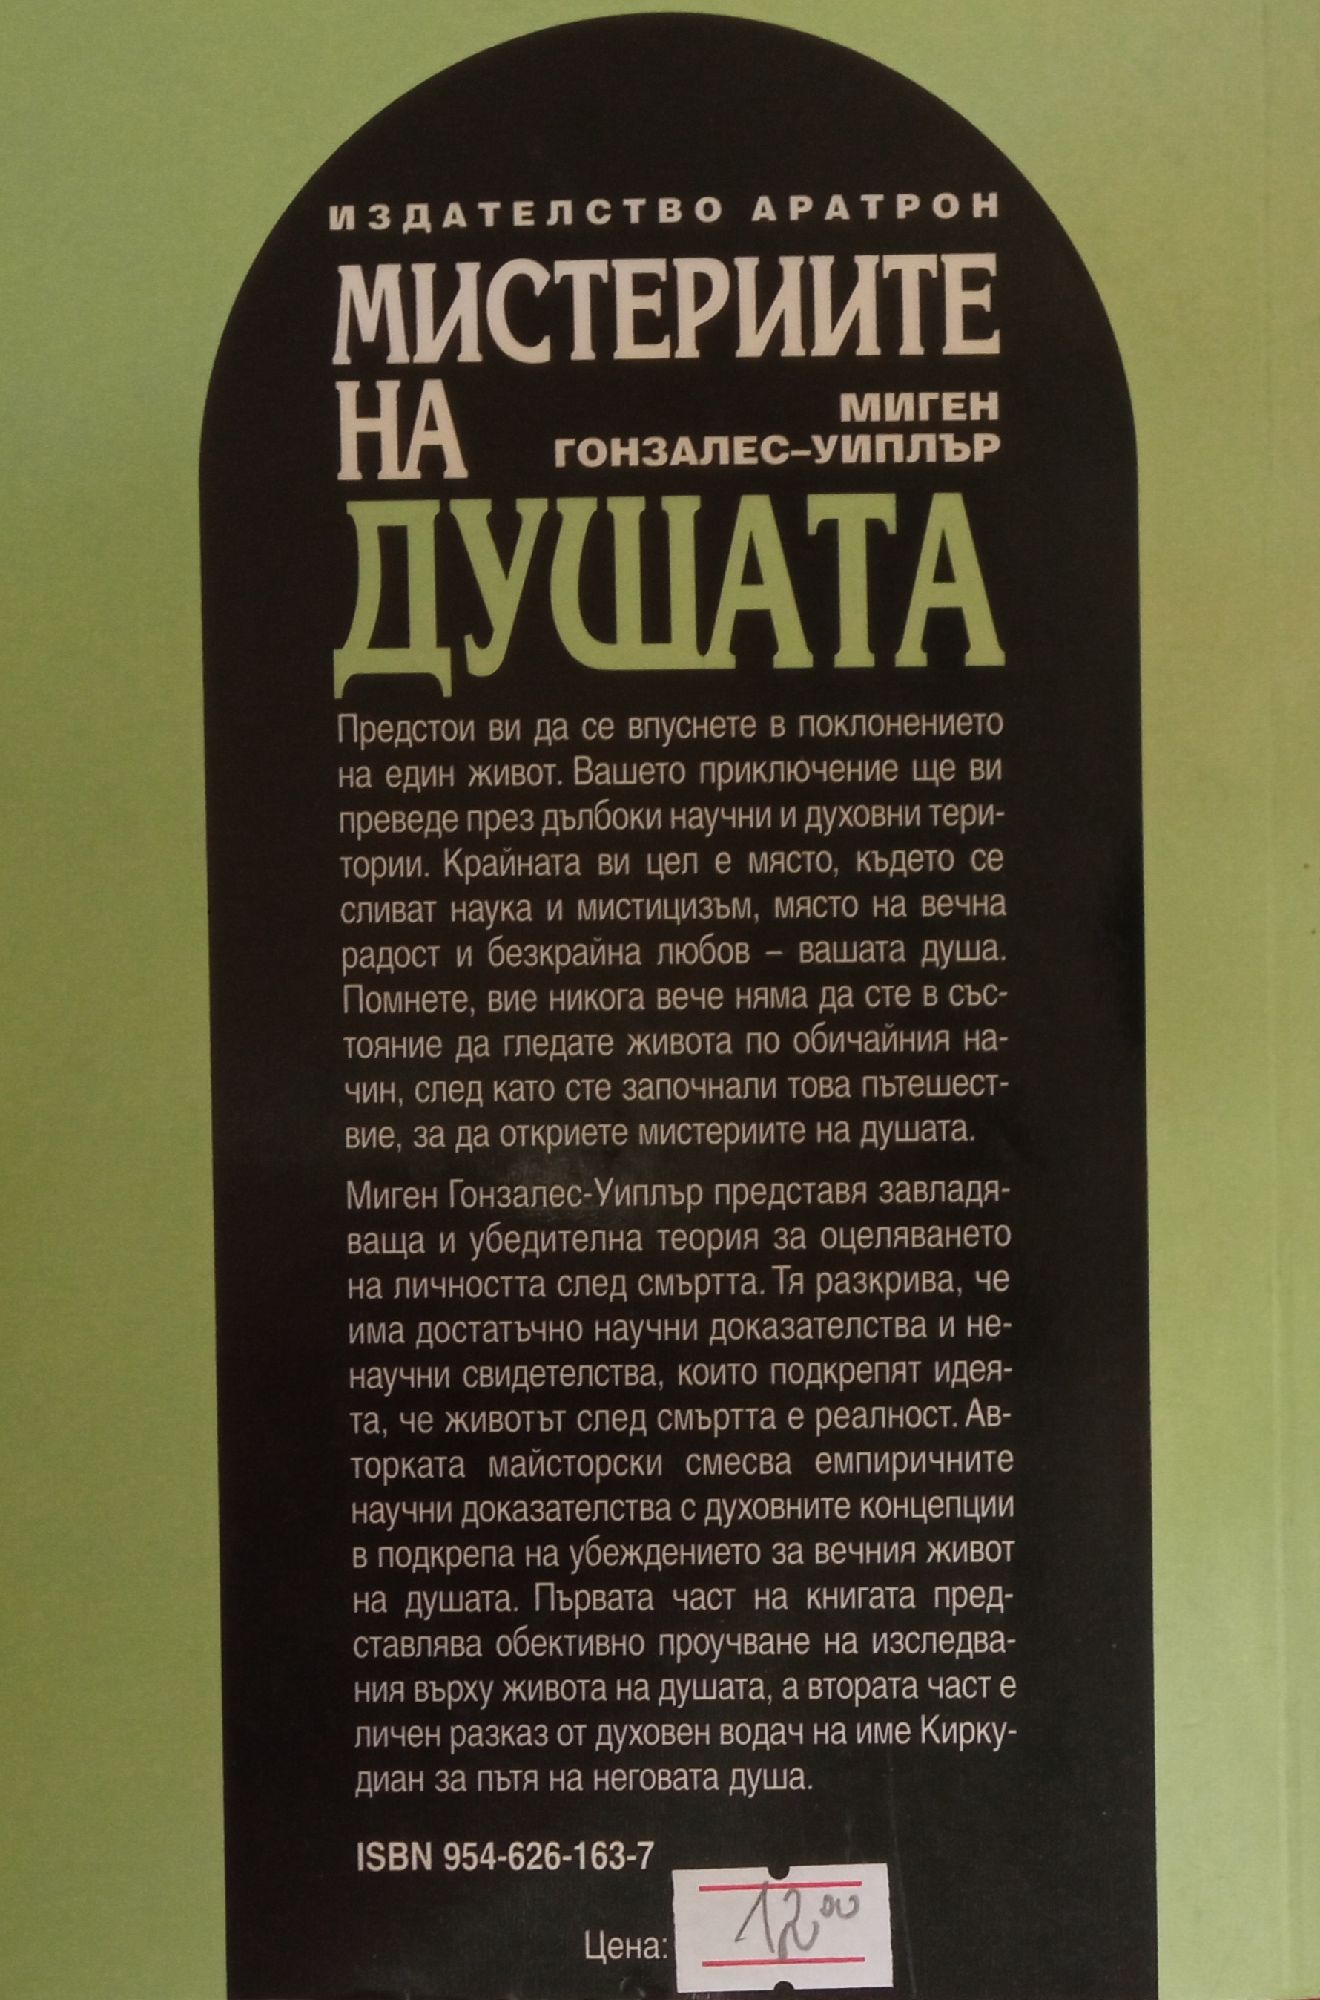 ИЗДАТЕЛСТВО АРАТРОН
МИСТЕРИИТЕ
НА
МИГЕН
ГОНЗАЛЕС–УИПЛЪР
ДУШАТА
Предстои ви да се впуснете в поклонението
на един живот. Вашето приключение ще ви
преведе през дълбоки научни и духовни тери-
тории. Крайната ви цел е място, където се
сливат наука и мистицизъм, място на вечна
радост и безкрайна любов – вашата душа.
Помнете, вие никога вече няма да сте в със-
тояние да гледате живота по обичайния на-
чин, след като сте започнали това пътешест-
вие, за да откриете мистериите на душата.
Миген Гонзалес-Уиплър представя завладя-
ваща и убедителна теория за оцеляването
на личността след смъртта. Тя разкрива, че
има достатъчно научни доказателства и не-
научни свидетелства, които подкрепят идея-
та, че животът след смъртта е реалност. Ав-
торката майсторски смесва емпиричните
научни доказателства с духовните концепции
в подкрепа на убеждението за вечния живот
на душата. Първата част на книгата пред-
ставлява обективно проучване на изследва-
ния върху живота на душата, а втората част е
личен разказ от духовен водач на име Кирку-
диан за пътя на неговата душа.
ISBN 954-626-163-7
Цена: 12⁰⁰